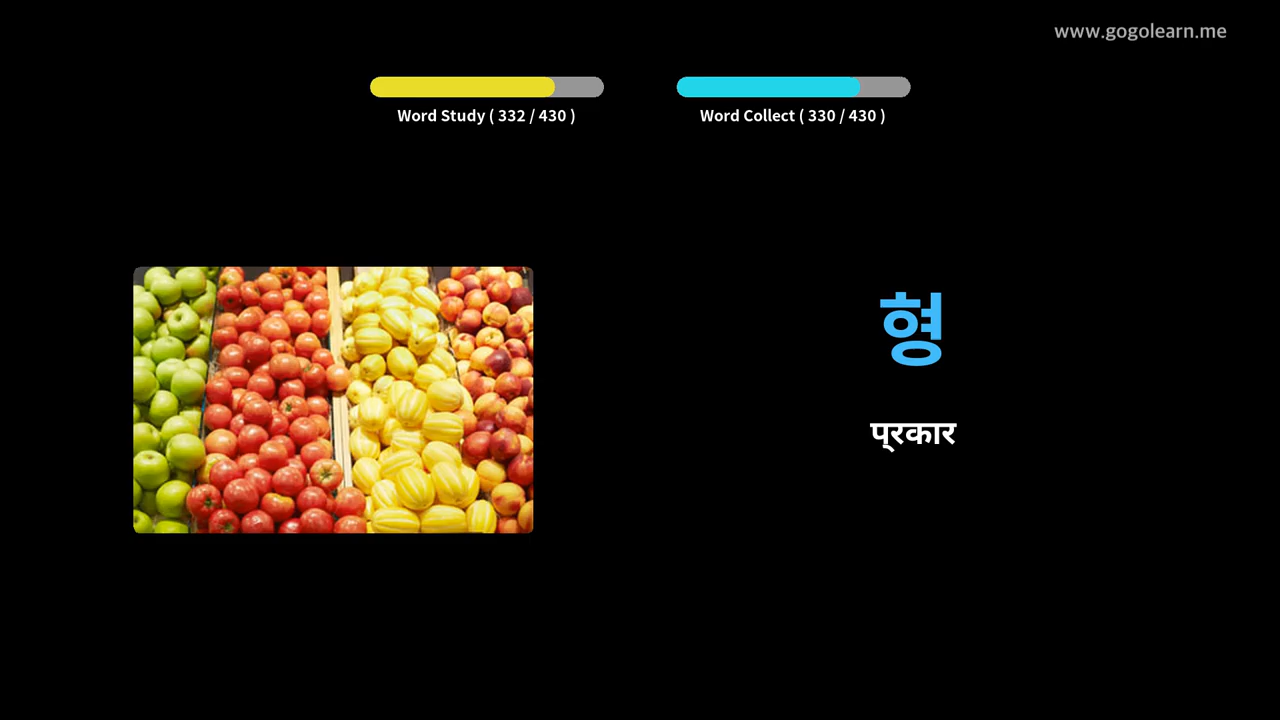 www.gogolearn.me
Word Study ( 332 / 430 )
Word Collect ( 330 / 430 )
형
प्रकार